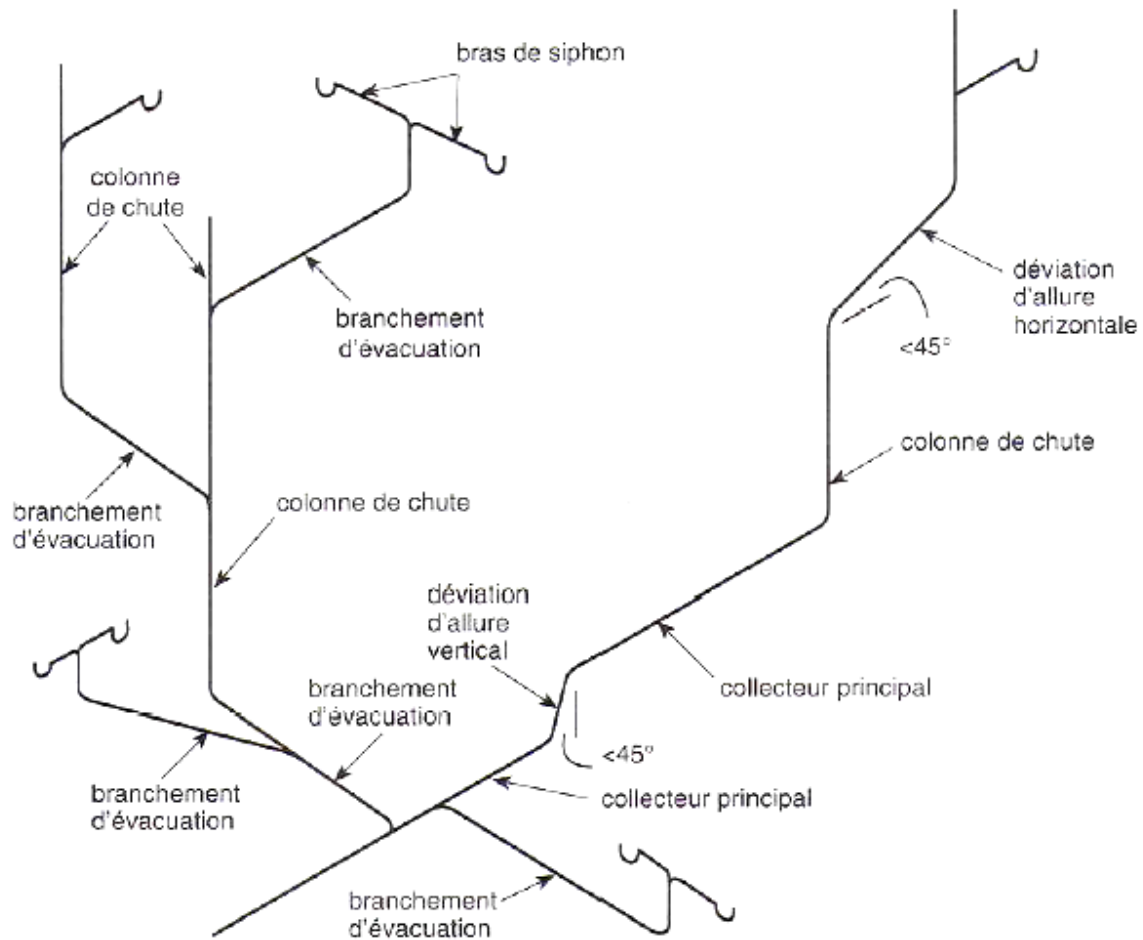 bras de siphon
colonne
de chute
branchement
d'évacuation
déviation
d'allure
horizontale
<45°
colonne de chute
branchement
d'évacuation
colonne de chute
déviation
d'allure
vertical
branchement
d'évacuation
collecteur principal
<45°
branchement
d'évacuation
collecteur principal
branchement
d'évacuation